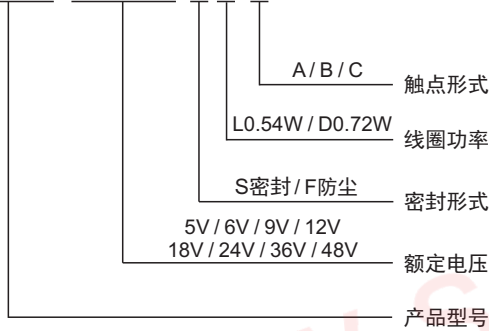 A / B / C 触点形式
L0.54W / D0.72W 线圈功率
S密封 / F防尘 密封形式
5V / 6V / 9V / 12V
18V / 24V / 36V / 48V 额定电压
产品型号